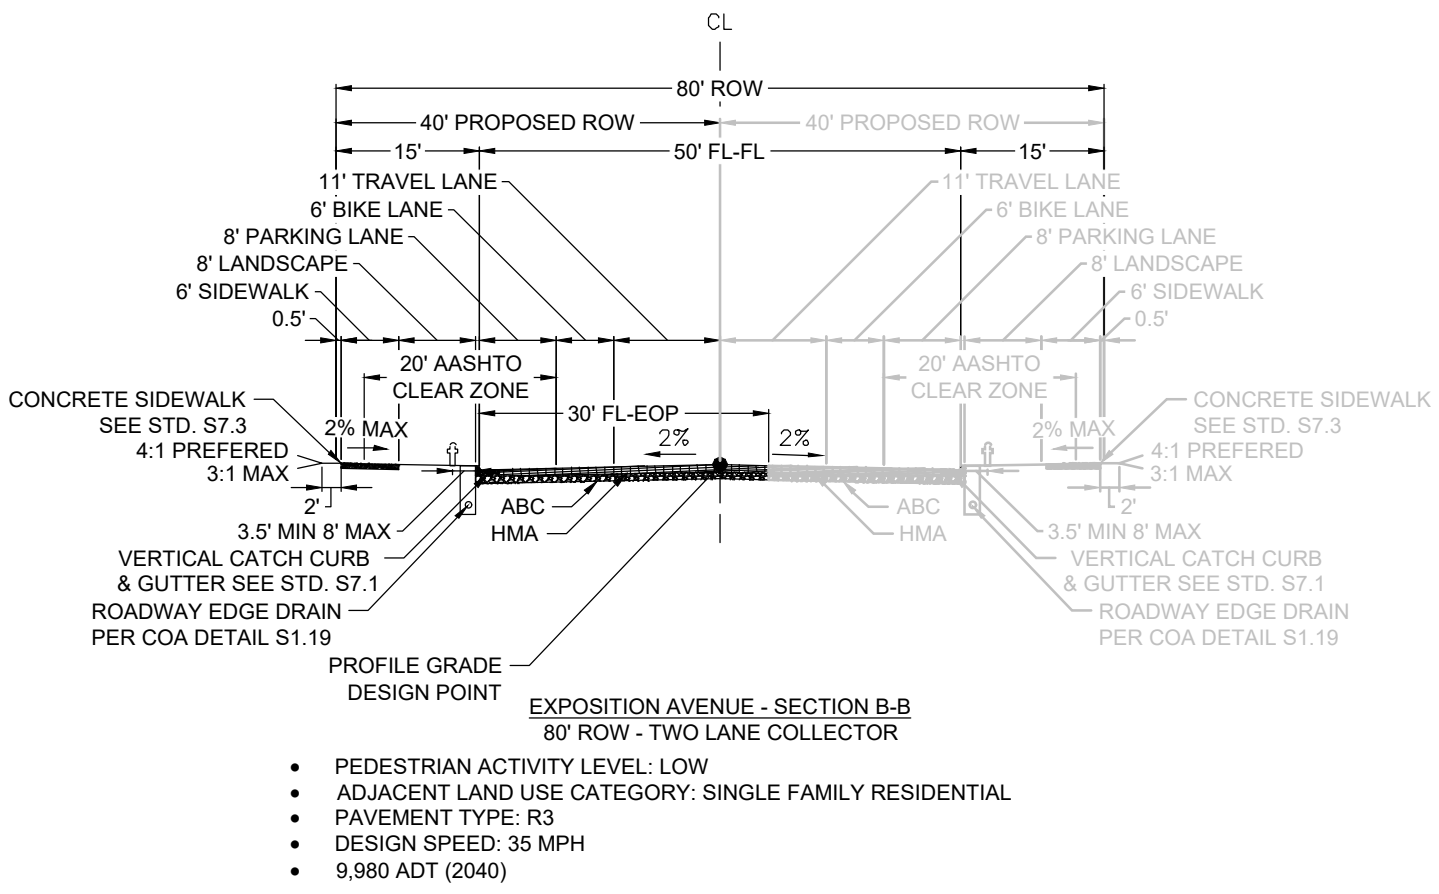 CL
80' ROW
40' PROPOSED ROW
40' PROPOSED ROW
15'
50' FL-FL
15'
11' TRAVEL LANE
11' TRAVEL LANE
6' BIKE LANE
6' BIKE LANE
8' PARKING LANE
8' PARKING LANE
8' LANDSCAPE
8' LANDSCAPE
6' SIDEWALK
6' SIDEWALK
0.5'
0.5'
20' AASHTO
CLEAR ZONE
20' AASHTO
CLEAR ZONE
CONCRETE SIDEWALK
SEE STD. S7.3
30' FL-EOP
CONCRETE SIDEWALK
SEE STD. S7.3
2% MAX
2%
2%
2% MAX
4:1 PREFERED
3:1 MAX
4:1 PREFERED
3:1 MAX
2'
ABC
ABC
2'
3.5' MIN 8' MAX
HMA
HMA
3.5' MIN 8' MAX
VERTICAL CATCH CURB
& GUTTER SEE STD. S7.1
VERTICAL CATCH CURB
& GUTTER SEE STD. S7.1
ROADWAY EDGE DRAIN
PER COA DETAIL S1.19
ROADWAY EDGE DRAIN
PER COA DETAIL S1.19
PROFILE GRADE
DESIGN POINT
EXPOSITION AVENUE - SECTION B-B
80' ROW - TWO LANE COLLECTOR
• PEDESTRIAN ACTIVITY LEVEL: LOW
• ADJACENT LAND USE CATEGORY: SINGLE FAMILY RESIDENTIAL
• PAVEMENT TYPE: R3
• DESIGN SPEED: 35 MPH
• 9,980 ADT (2040)